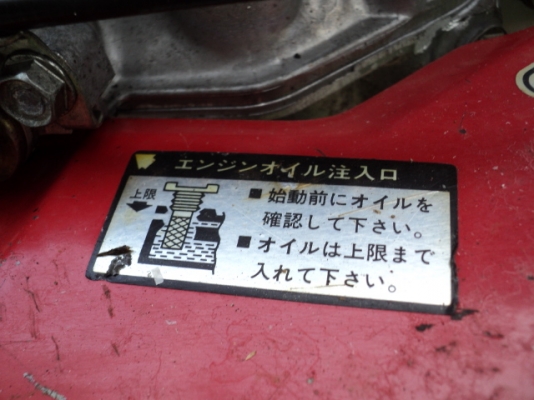 エンジンオイル注入口
上限
■ 始動前にオイルを
確認して下さい。
■ オイルは上限まで
入れて下さい。